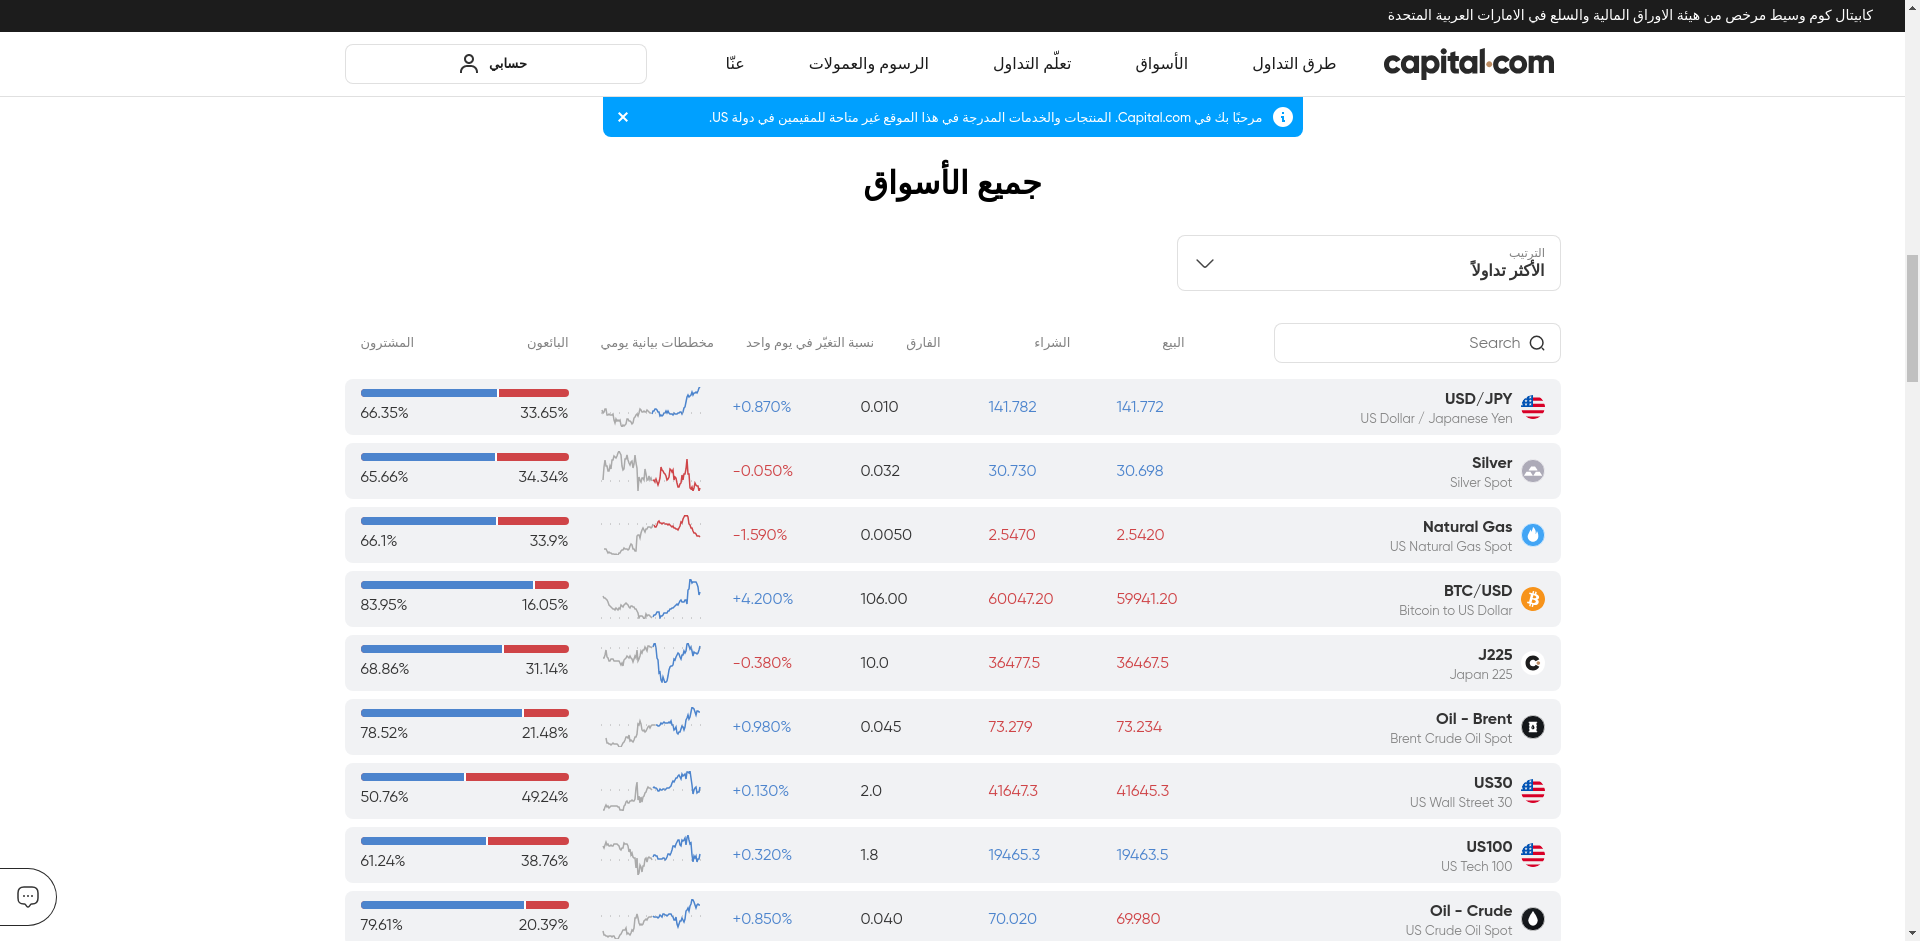 كابيتال كوم وسيط مرخص من هيئة الاوراق المالية والسلع في الامارات العربية المتحدة
capital.com
طرق التداول
الأسواق
تعلّم التداول
الرسوم والعمولات
عنّا
حسابي
مرحبًا بك في Capital.com. المنتجات والخدمات المدرجة في هذا الموقع غير متاحة للمقيمين في دولة US.
جميع الأسواق
الترتيب
الأكثر تداولاً
Search
البيع
الشراء
الفارق
نسبة التغيّر في يوم واحد
مخططات بيانية يومي
البائعون
المشترون
USD/JPY
US Dollar / Japanese Yen
141.772
141.782
0.010
+0.870%
33.65%
66.35%
Silver
Silver Spot
30.698
30.730
0.032
-0.050%
34.34%
65.66%
Natural Gas
US Natural Gas Spot
2.5420
2.5470
0.0050
-1.590%
33.9%
66.1%
BTC/USD
Bitcoin to US Dollar
59941.20
60047.20
106.00
+4.200%
16.05%
83.95%
J225
Japan 225
36467.5
36477.5
10.0
-0.380%
31.14%
68.86%
Oil - Brent
Brent Crude Oil Spot
73.234
73.279
0.045
+0.980%
21.48%
78.52%
US30
US Wall Street 30
41645.3
41647.3
2.0
+0.130%
49.24%
50.76%
US100
US Tech 100
19463.5
19465.3
1.8
+0.320%
38.76%
61.24%
Oil - Crude
US Crude Oil Spot
69.980
70.020
0.040
+0.850%
20.39%
79.61%